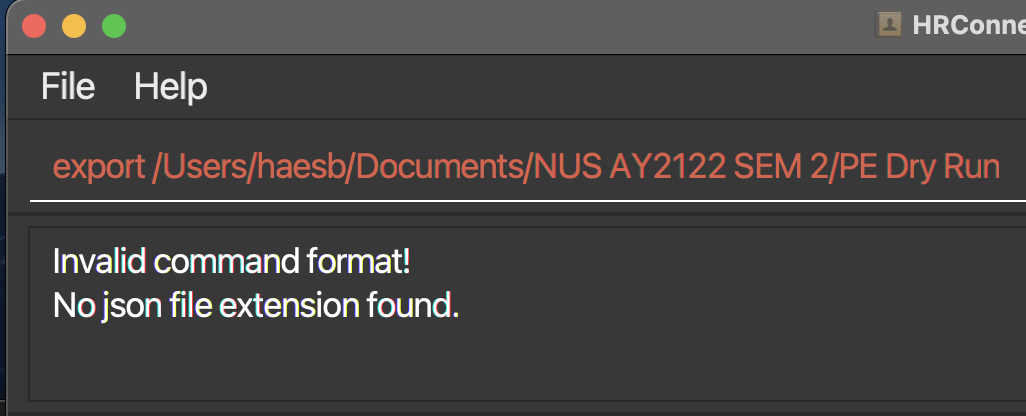 HRConne
File Help
export /Users/haesb/Documents/NUS AY2122 SEM 2/PE Dry Run
Invalid command format!
No json file extension found.